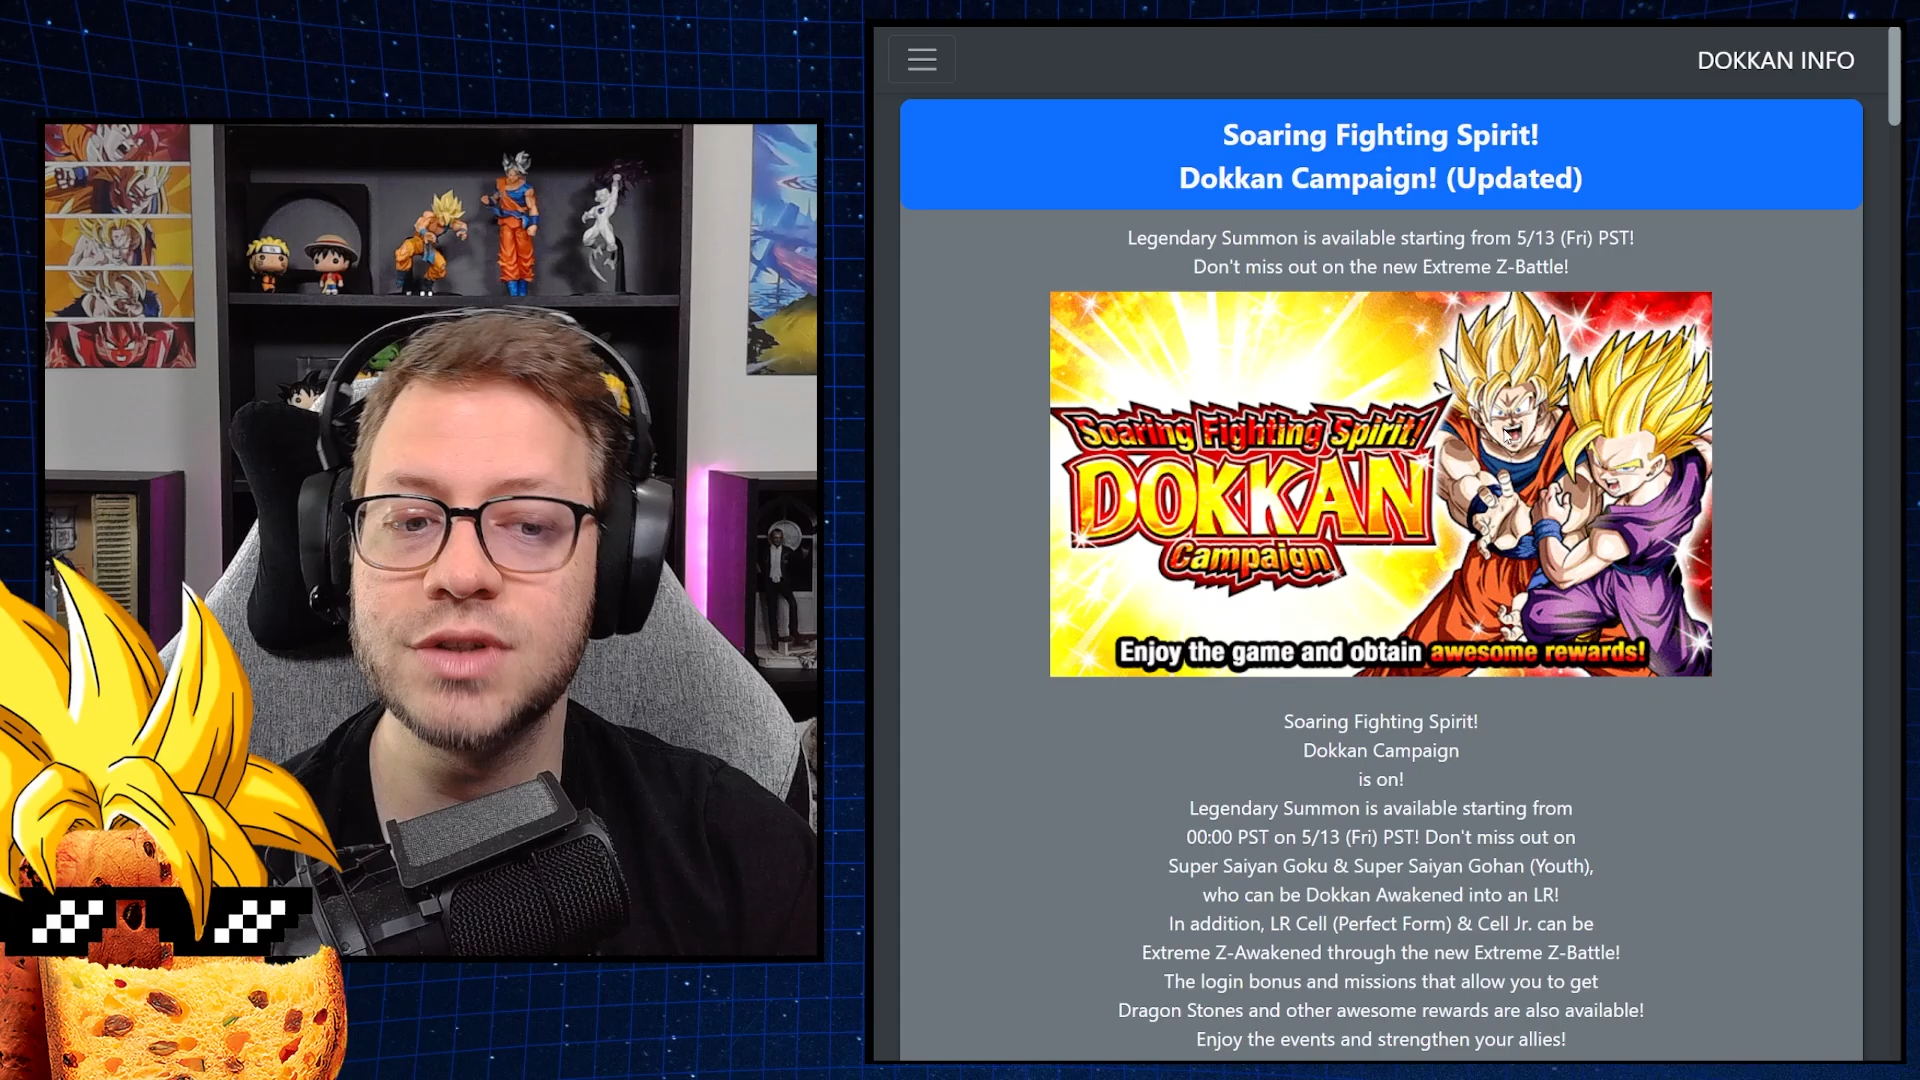 DOKKAN INFO
Soaring Fighting Spirit!
Dokkan Campaign! (Updated)
Legendary Summon is available starting from 5/13 (Fri) PST!
Don't miss out on the new Extreme Z-Battle!
Soaring Fighting Spirit!
DOKKAN
Campaign
Enjoy the game and obtain awesome rewards!
Soaring Fighting Spirit!
Dokkan Campaign
is on!
Legendary Summon is available starting from
00:00 PST on 5/13 (Fri) PST! Don't miss out on
Super Saiyan Goku & Super Saiyan Gohan (Youth),
who can be Dokkan Awakened into an LR!
In addition, LR Cell (Perfect Form) & Cell Jr. can be
Extreme Z-Awakened through the new Extreme Z-Battle!
The login bonus and missions that allow you to get
Dragon Stones and other awesome rewards are also available!
Enjoy the events and strengthen your allies!